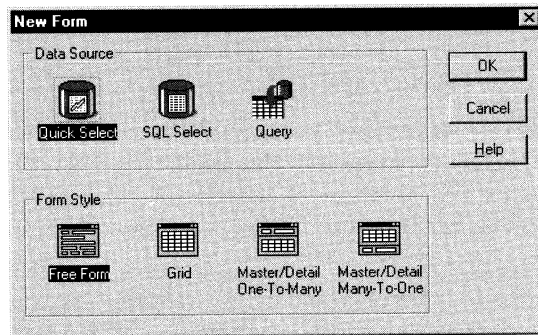 New Form
Data Source
Quick Select
SQL Select
Query
OK
Cancel
Help
Form Style
Free Form
Grid
Master/Detail
One-To-Many
Master/Detail
Many-To-One